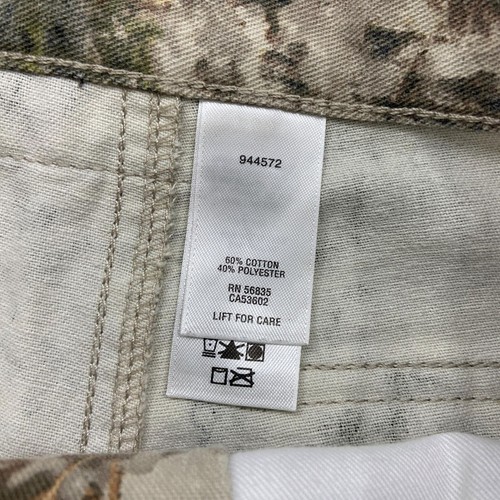 944572
60% COTTON
40% POLYESTER
RN 56835
CA53602
LIFT FOR CARE